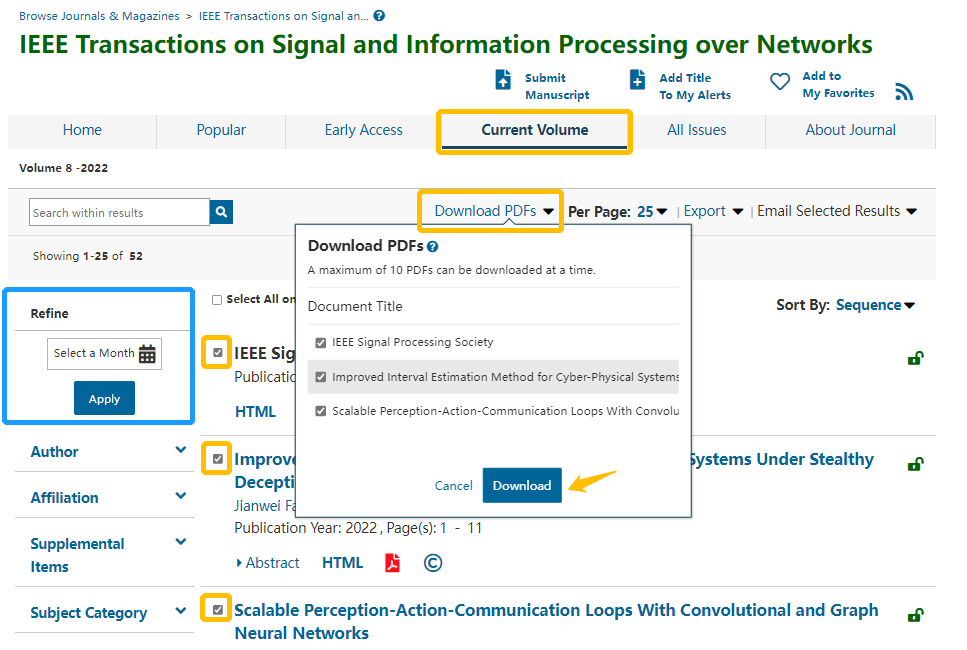 Browse Journals & Magazines > IEEE Transactions on Signal an... ?
IEEE Transactions on Signal and Information Processing over Networks
Submit
Manuscript
Add Title
To My Alerts
Add to
My Favorites
Home Popular Early Access Current Volume All Issues About Journal
Volume 8 -2022
Search within results
Download PDFs Per Page: 25 | Export | Email Selected Results
Showing 1-25 of 52
Download PDFs ?
A maximum of 10 PDFs can be downloaded at a time.
Document Title
IEEE Signal Processing Society
Improved Interval Estimation Method for Cyber-Physical Systems
Scalable Perception-Action-Communication Loops With Convolu
Cancel Download
Refine
Select a Month
Apply
Author
Affiliation
Supplemental
Items
Subject Category
Select All on
Sort By: Sequence
IEEE Sig
Publicatio
HTML
Improve Systems Under Stealthy
Decepti
Jianwei Fa
Publication Year: 2022 , Page(s): 1 - 11
Abstract HTML ©
Scalable Perception-Action-Communication Loops With Convolutional and Graph
Neural Networks